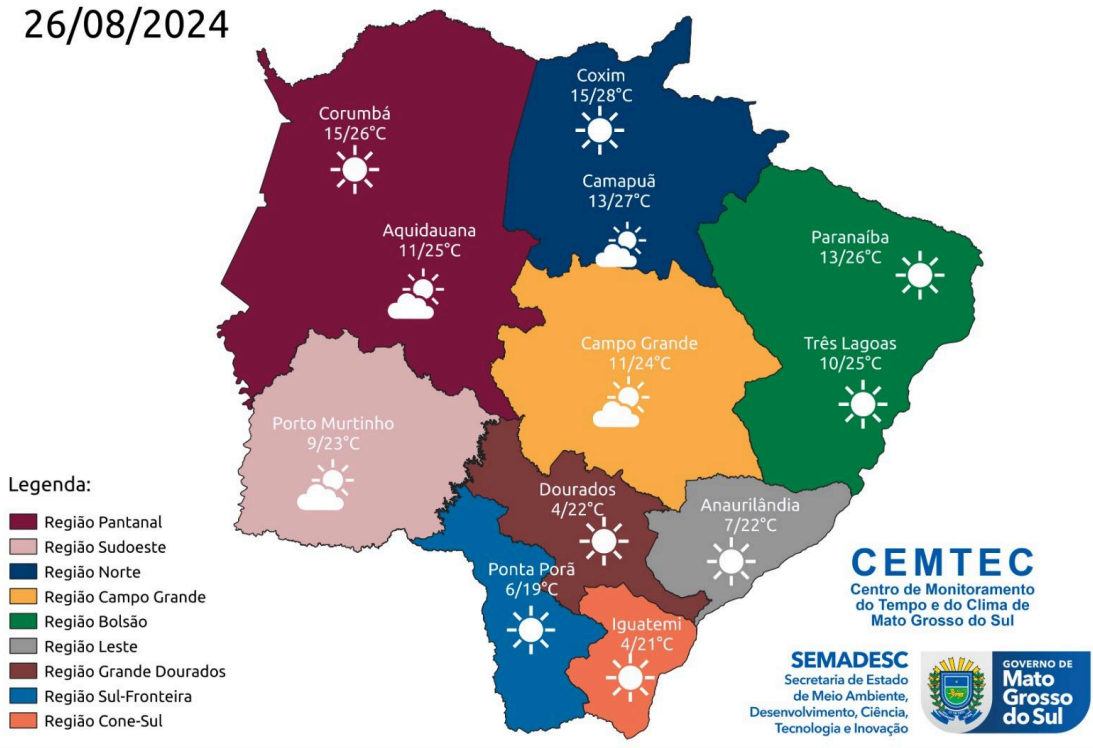 26/08/2024
Coxim
15/28°C
Corumbá
15/26°C
Camapuã
13/27°C
Aquidauana
11/25°C
Paranaíba
13/26°C
Campo Grande
11/24°C
Três Lagoas
10/25°C
Porto Murtinho
9/23°C
Dourados
4/22°C
Anaurilândia
7/22°C
Ponta Porã
6/19°C
Iguatemi
4/21°C
Legenda:
Região Pantanal
Região Sudoeste
Região Norte
Região Campo Grande
Região Bolsão
Região Leste
Região Grande Dourados
Região Sul-Fronteira
Região Cone-Sul
CEMTEC
Centro de Monitoramento
do Tempo e do Clima de
Mato Grosso do Sul
SEMADESC
Secretaria de Estado
de Meio Ambiente,
Desenvolvimento, Ciência,
Tecnologia e Inovação
GOVERNO DE
Mato
Grosso
do Sul